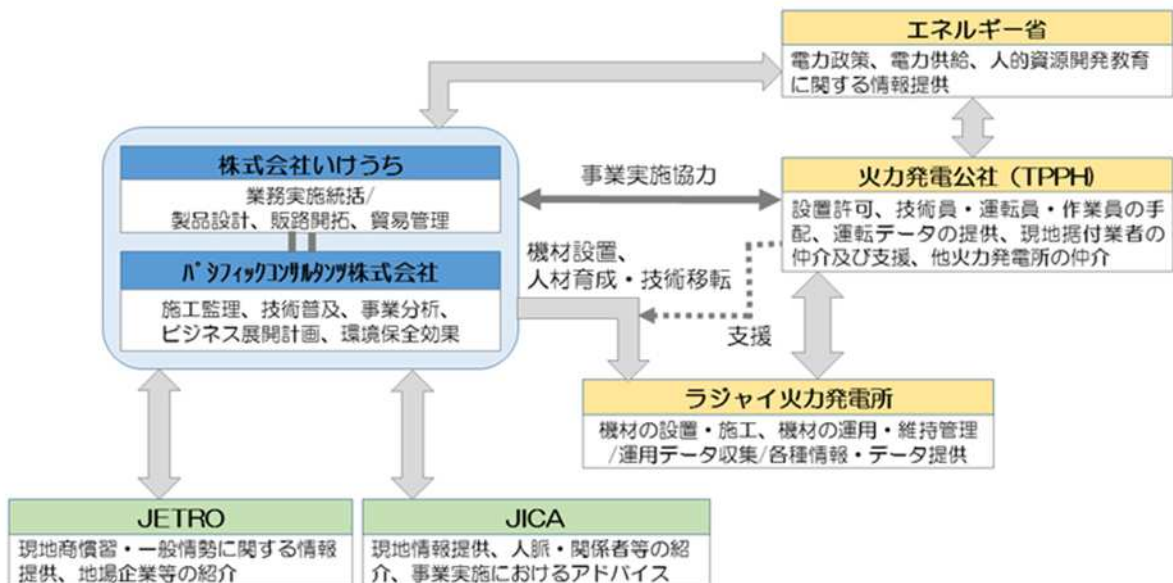 エネルギー省
電力政策、電力供給、人的資源開発教育
に関する情報提供
株式会社いけうち
業務実施統括/
製品設計、販路開拓、貿易管理
パシフィックコンサルタンツ株式会社
施工監理、技術普及、事業分析、
ビジネス展開計画、環境保全効果
事業実施協力
火力発電公社（TPPH)
設置許可、技術員・運転員・作業員の手
配、運転データの提供、現地据付業者の
仲介及び支援、他火力発電所の仲介
機材設置、
人材育成・技術移転
支援
ラジャイ火力発電所
機材の設置・施工、機材の運用・維持管理
/運用データ収集/各種情報・データ提供
JETRO
現地商慣習・一般情勢に関する情報
提供、地場企業等の紹介
JICA
現地情報提供、人脈・関係者等の紹
介、事業実施におけるアドバイス